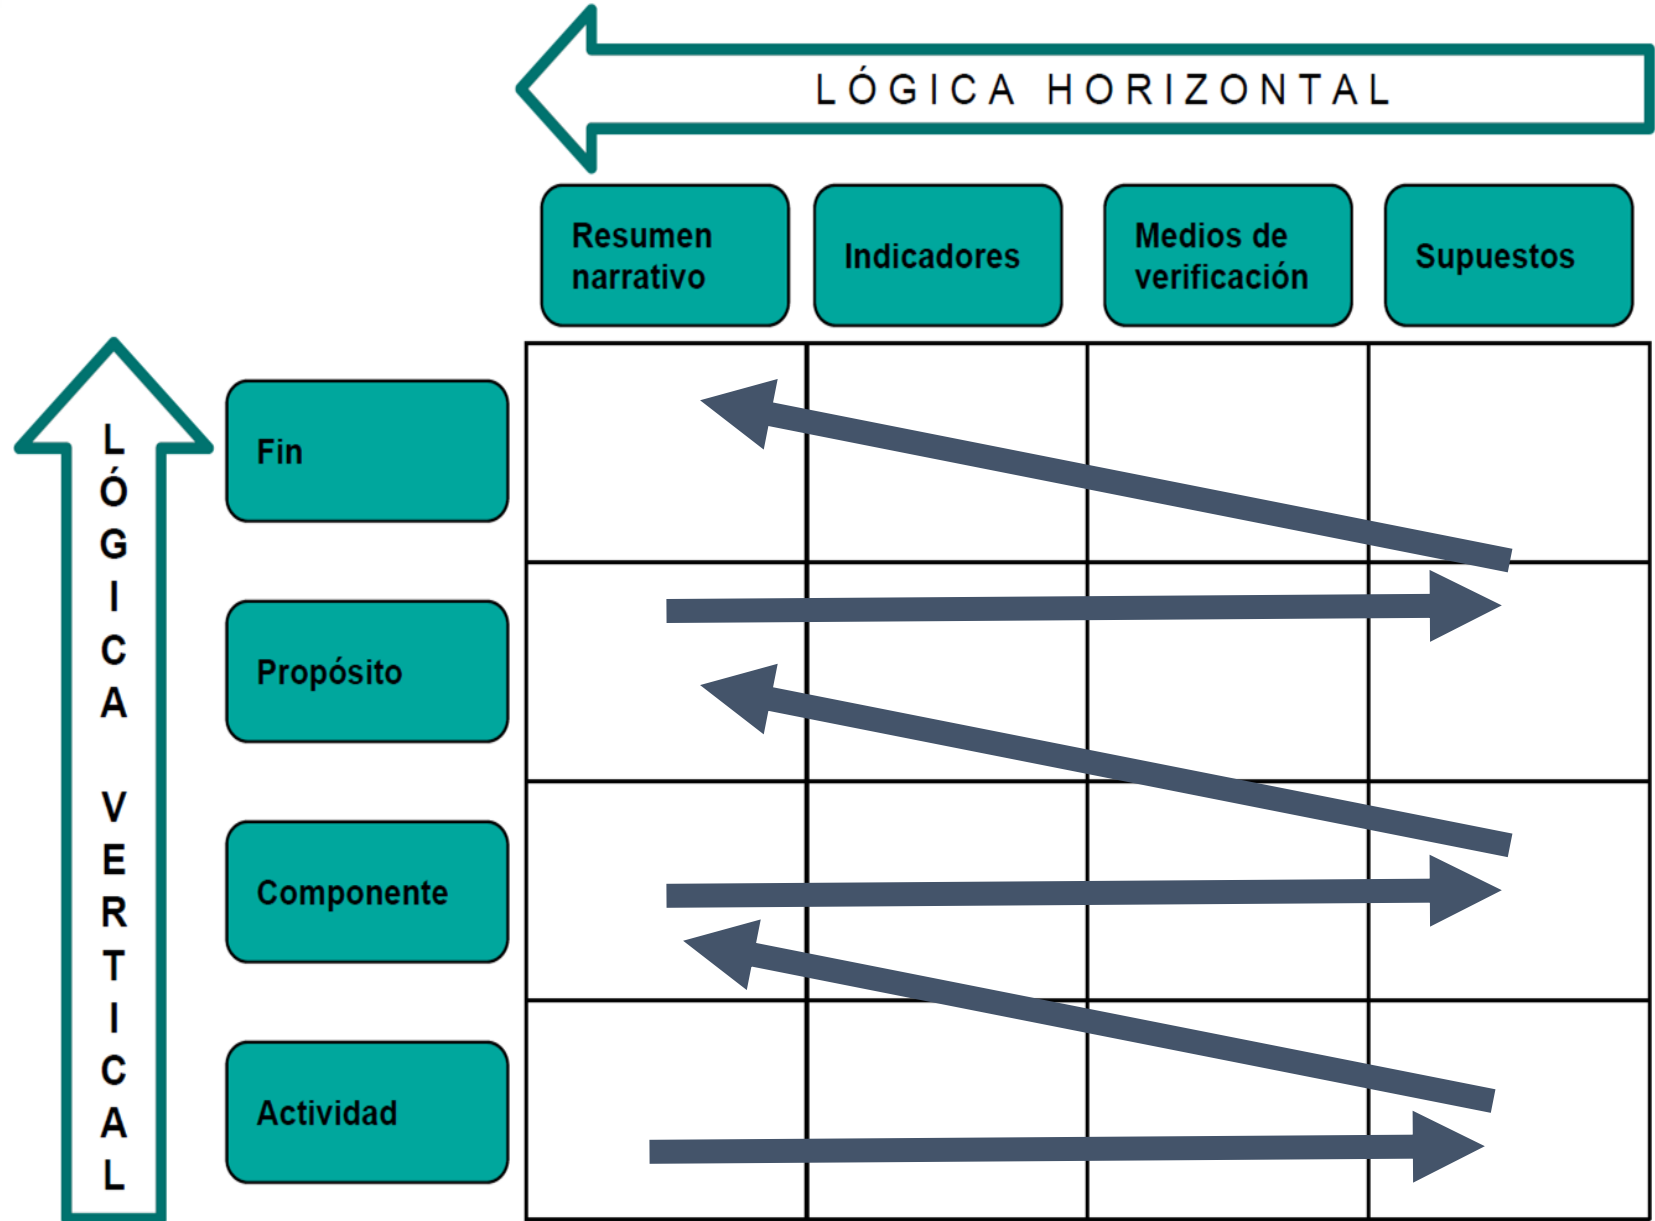 LÓGICA HORIZONTAL
Resumen
narrativo
Indicadores
Medios de
verificación
Supuestos
LÓGICA VERTICAL
Fin
Propósito
Componente
Actividad